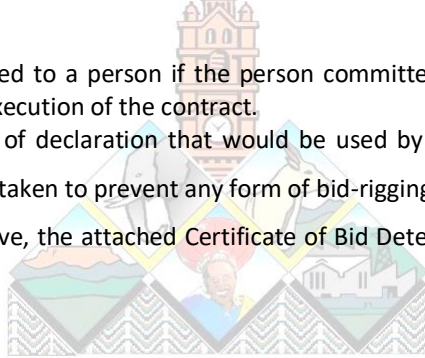 ed to a person if the person committe
xecution of the contract.
of declaration that would be used by
taken to prevent any form of bid-rigging
ve, the attached Certificate of Bid Dete